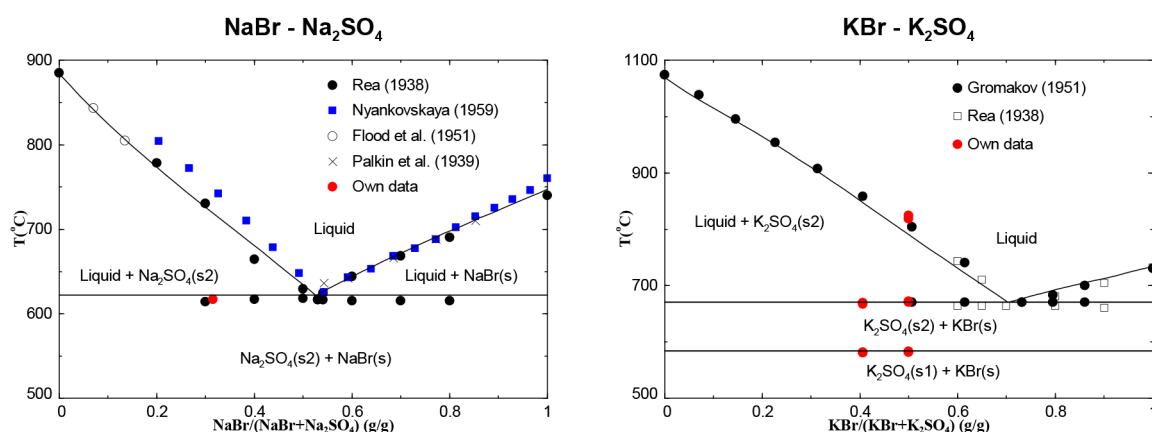 NaBr - Na₂SO₄
900
800
700
600
500
T(°C)
Rea (1938)
Nyankovskaya (1959)
Flood et al. (1951)
Palkin et al. (1939)
Own data
Liquid
Liquid + Na₂SO₄(s2)
Liquid + NaBr(s)
Na₂SO₄(s2) + NaBr(s)
0 0.2 0.4 0.6 0.8 1
NaBr/(NaBr+Na₂SO₄) (g/g)
KBr - K₂SO₄
1100
900
700
500
T(°C)
Gromakov (1951)
Rea (1938)
Own data
Liquid + K₂SO₄(s2)
Liquid
K₂SO₄(s2) + KBr(s)
K₂SO₄(s1) + KBr(s)
0 0.2 0.4 0.6 0.8 1
KBr/(KBr+K₂SO₄) (g/g)